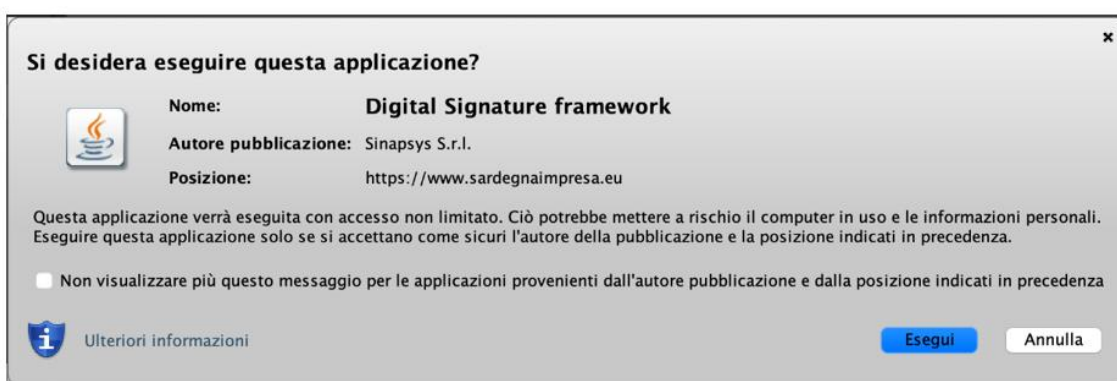 Si desidera eseguire questa applicazione?
Nome: Digital Signature framework
Autore pubblicazione: Sinapsys S.r.l.
Posizione: https://www.sardegnaimpresa.eu
Questa applicazione verrà eseguita con accesso non limitato. Ciò potrebbe mettere a rischio il computer in uso e le informazioni personali.
Eseguire questa applicazione solo se si accettano come sicuri l'autore della pubblicazione e la posizione indicati in precedenza.
Non visualizzare più questo messaggio per le applicazioni provenienti dall'autore pubblicazione e dalla posizione indicati in precedenza
Ulteriori informazioni
Esegui
Annulla